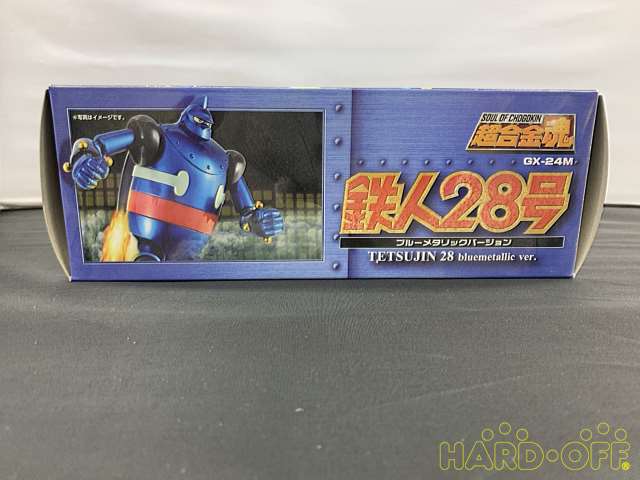 ※写真はイメージです。
SOUL OF CHOGOKIN
超合金魂
GX-24M
鉄人28号
ブルーメタリックバージョン
TETSUJIN 28 bluemetallic ver.
HARD·OFF